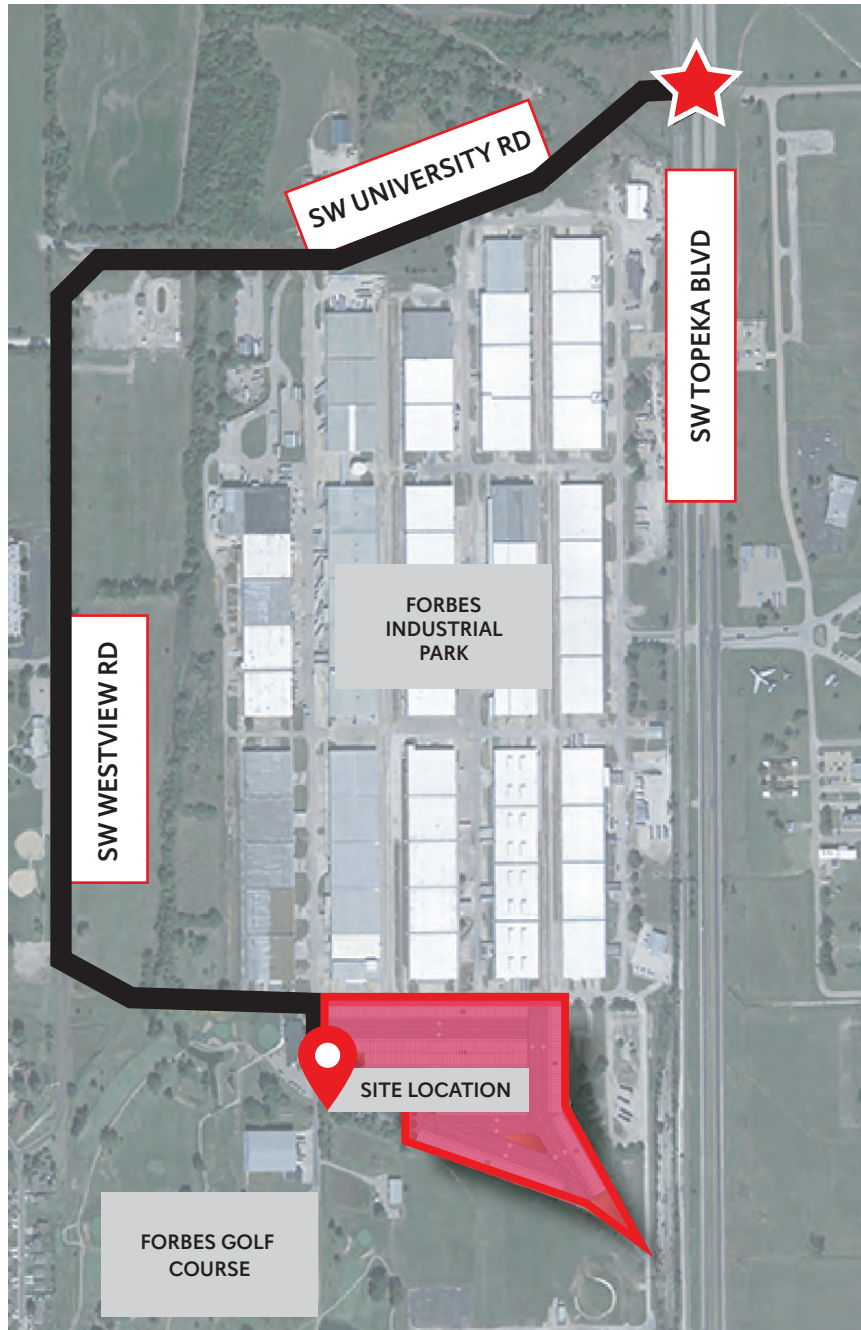 SW UNIVERSITY RD
SW TOPEKA BLVD
FORBES
INDUSTRIAL
PARK
SW WESTVIEW RD
SITE LOCATION
FORBES GOLF
COURSE